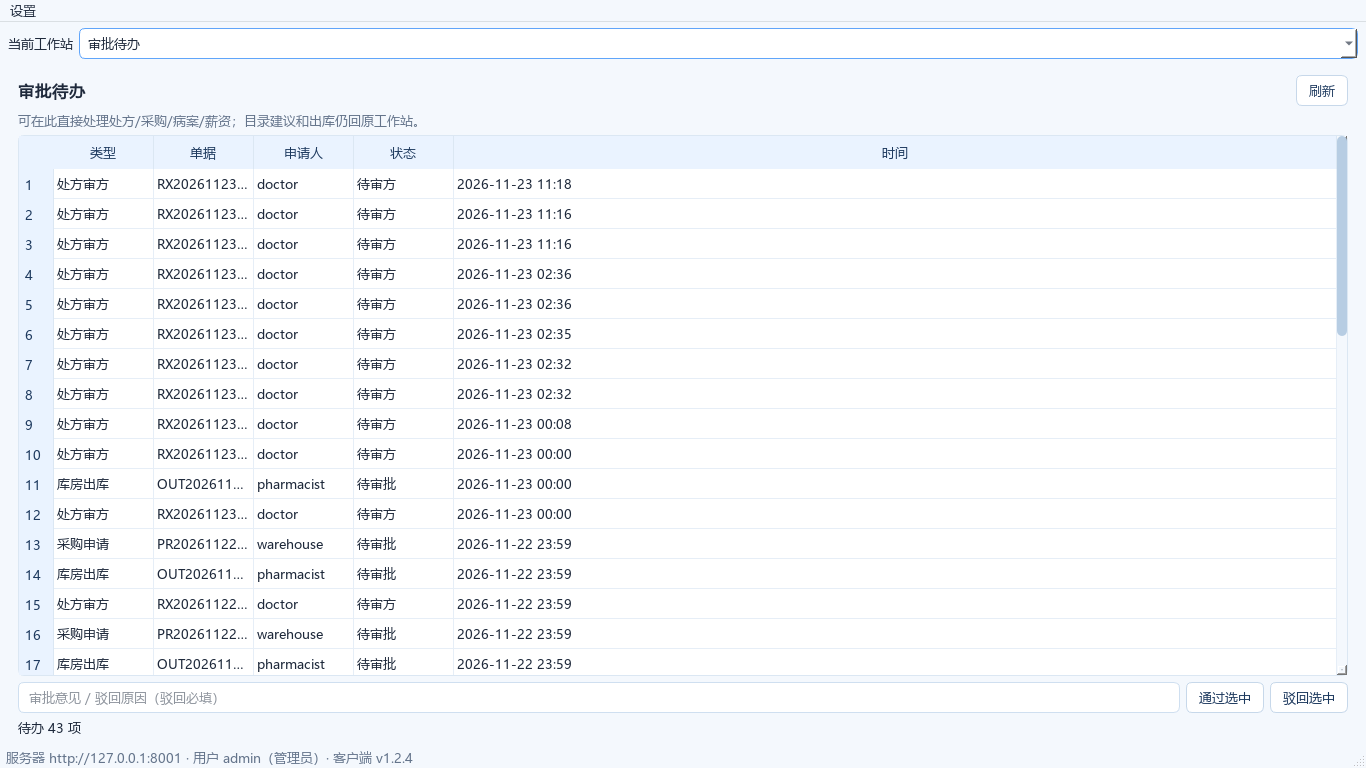 设置
当前工作站 审批待办
审批待办 刷新
可在此直接处理处方/采购/病案/薪资；目录建议和出库仍回原工作站。
类型 单据 申请人 状态 时间
1 处方审方 RX20261123... doctor 待审方 2026-11-23 11:18
2 处方审方 RX20261123... doctor 待审方 2026-11-23 11:16
3 处方审方 RX20261123... doctor 待审方 2026-11-23 11:16
4 处方审方 RX20261123... doctor 待审方 2026-11-23 02:36
5 处方审方 RX20261123... doctor 待审方 2026-11-23 02:36
6 处方审方 RX20261123... doctor 待审方 2026-11-23 02:35
7 处方审方 RX20261123... doctor 待审方 2026-11-23 02:32
8 处方审方 RX20261123... doctor 待审方 2026-11-23 02:32
9 处方审方 RX20261123... doctor 待审方 2026-11-23 00:08
10 处方审方 RX20261123... doctor 待审方 2026-11-23 00:00
11 库房出库 OUT202611... pharmacist 待审批 2026-11-23 00:00
12 处方审方 RX20261123... doctor 待审方 2026-11-23 00:00
13 采购申请 PR20261122... warehouse 待审批 2026-11-22 23:59
14 库房出库 OUT202611... pharmacist 待审批 2026-11-22 23:59
15 处方审方 RX20261122... doctor 待审方 2026-11-22 23:59
16 采购申请 PR20261122... warehouse 待审批 2026-11-22 23:59
17 库房出库 OUT202611... pharmacist 待审批 2026-11-22 23:59
审批意见 / 驳回原因（驳回必填） 通过选中 驳回选中
待办 43 项
服务器 http://127.0.0.1:8001 · 用户 admin（管理员）· 客户端 v1.2.4